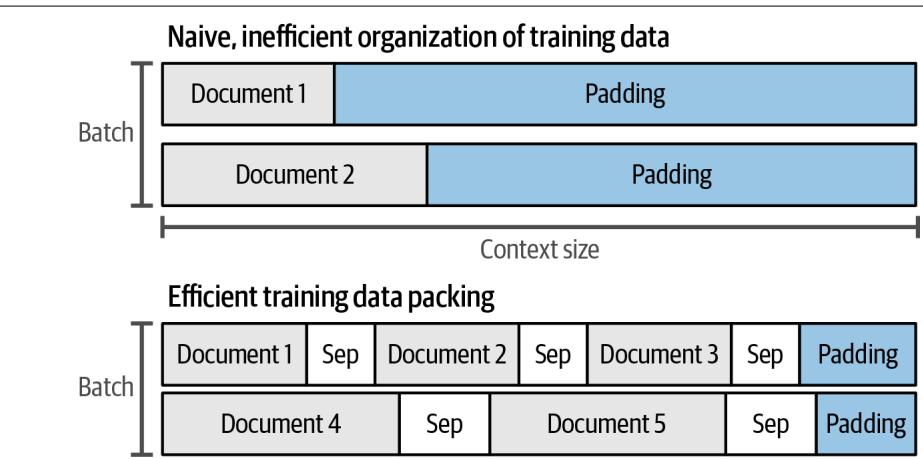 Naive, inefficient organization of training data
Document 1 Padding
Batch
Document 2 Padding
Context size
Efficient training data packing
Document 1 Sep Document 2 Sep Document 3 Sep Padding
Batch
Document 4 Sep Document 5 Sep Padding